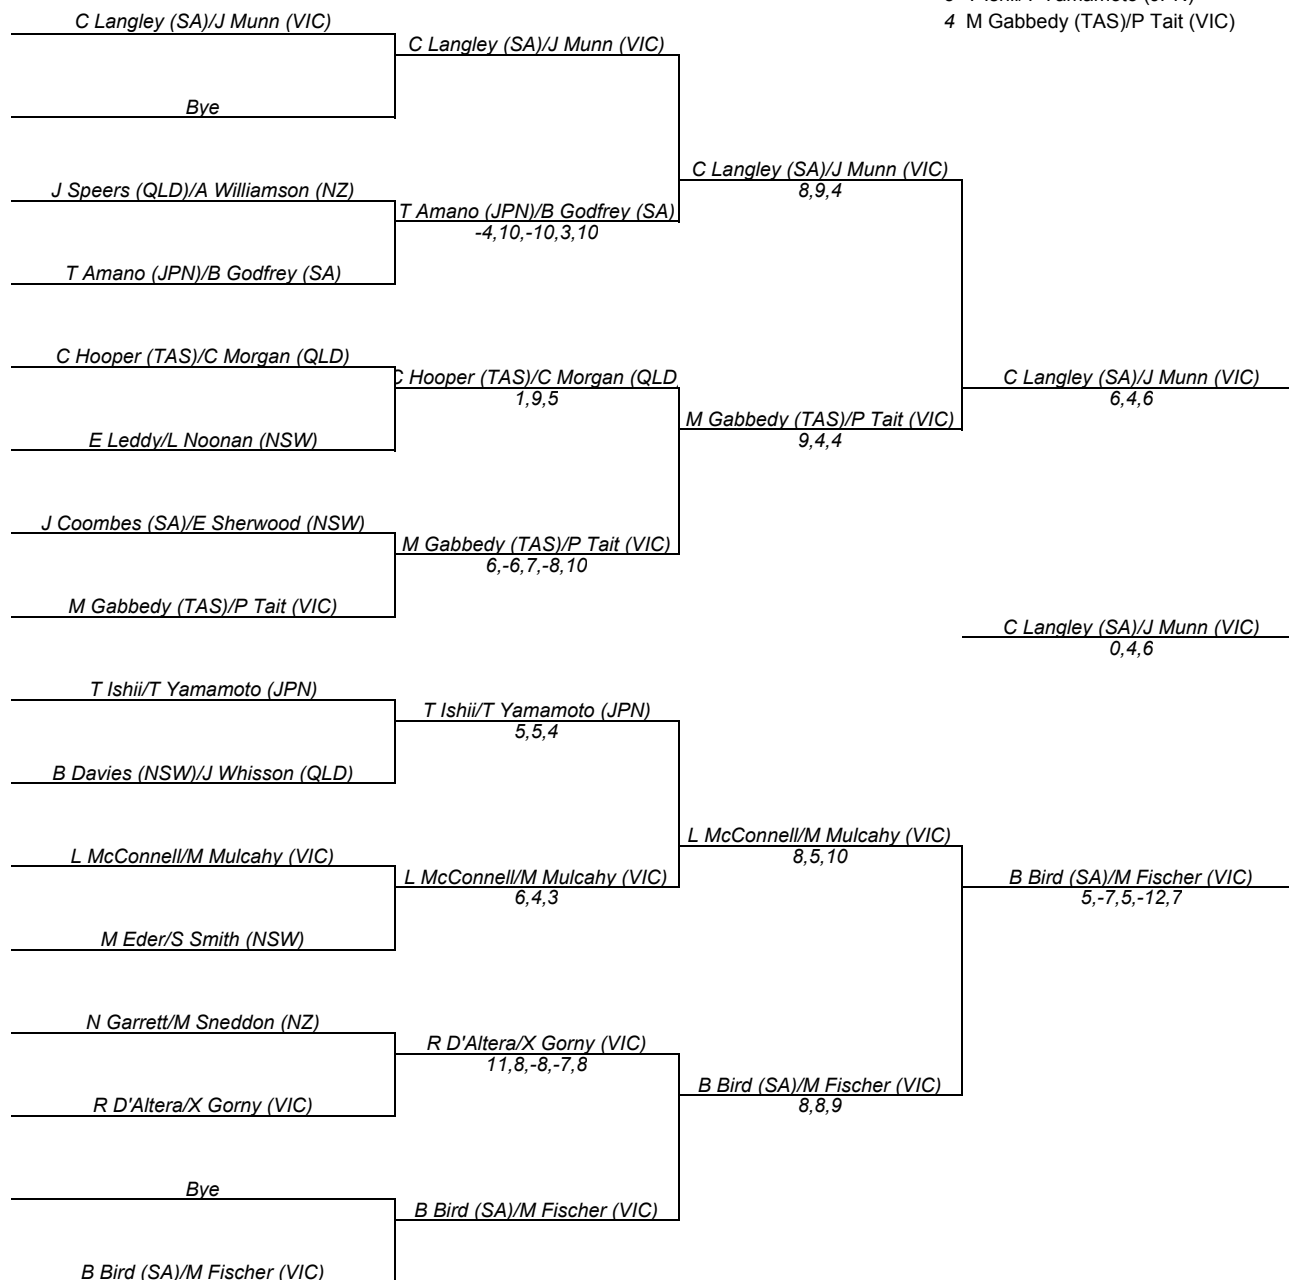 3 T Ishii/T Yamamoto (JPN)
4 M Gabbedy (TAS)/P Tait (VIC)
C Langley (SA)/J Munn (VIC)
C Langley (SA)/J Munn (VIC)
Bye
C Langley (SA)/J Munn (VIC)
8,9,4
J Speers (QLD)/A Williamson (NZ)
T Amano (JPN)/B Godfrey (SA)
-4,10,-10,3,10
T Amano (JPN)/B Godfrey (SA)
C Hooper (TAS)/C Morgan (QLD)
C Hooper (TAS)/C Morgan (QLD
1,9,5
C Langley (SA)/J Munn (VIC)
6,4,6
M Gabbedy (TAS)/P Tait (VIC)
9,4,4
E Leddy/L Noonan (NSW)
J Coombes (SA)/E Sherwood (NSW)
M Gabbedy (TAS)/P Tait (VIC)
6,-6,7,-8,10
M Gabbedy (TAS)/P Tait (VIC)
C Langley (SA)/J Munn (VIC)
0,4,6
T Ishii/T Yamamoto (JPN)
T Ishii/T Yamamoto (JPN)
5,5,4
B Davies (NSW)/J Whisson (QLD)
L McConnell/M Mulcahy (VIC)
8,5,10
L McConnell/M Mulcahy (VIC)
L McConnell/M Mulcahy (VIC)
6,4,3
B Bird (SA)/M Fischer (VIC)
5,-7,5,-12,7
M Eder/S Smith (NSW)
N Garrett/M Sneddon (NZ)
R D'Altera/X Gorny (VIC)
11,8,-8,-7,8
B Bird (SA)/M Fischer (VIC)
8,8,9
R D'Altera/X Gorny (VIC)
Bye
B Bird (SA)/M Fischer (VIC)
B Bird (SA)/M Fischer (VIC)